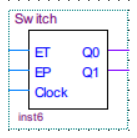 Switch
ET Q0
EP Q1
Clock
inst6